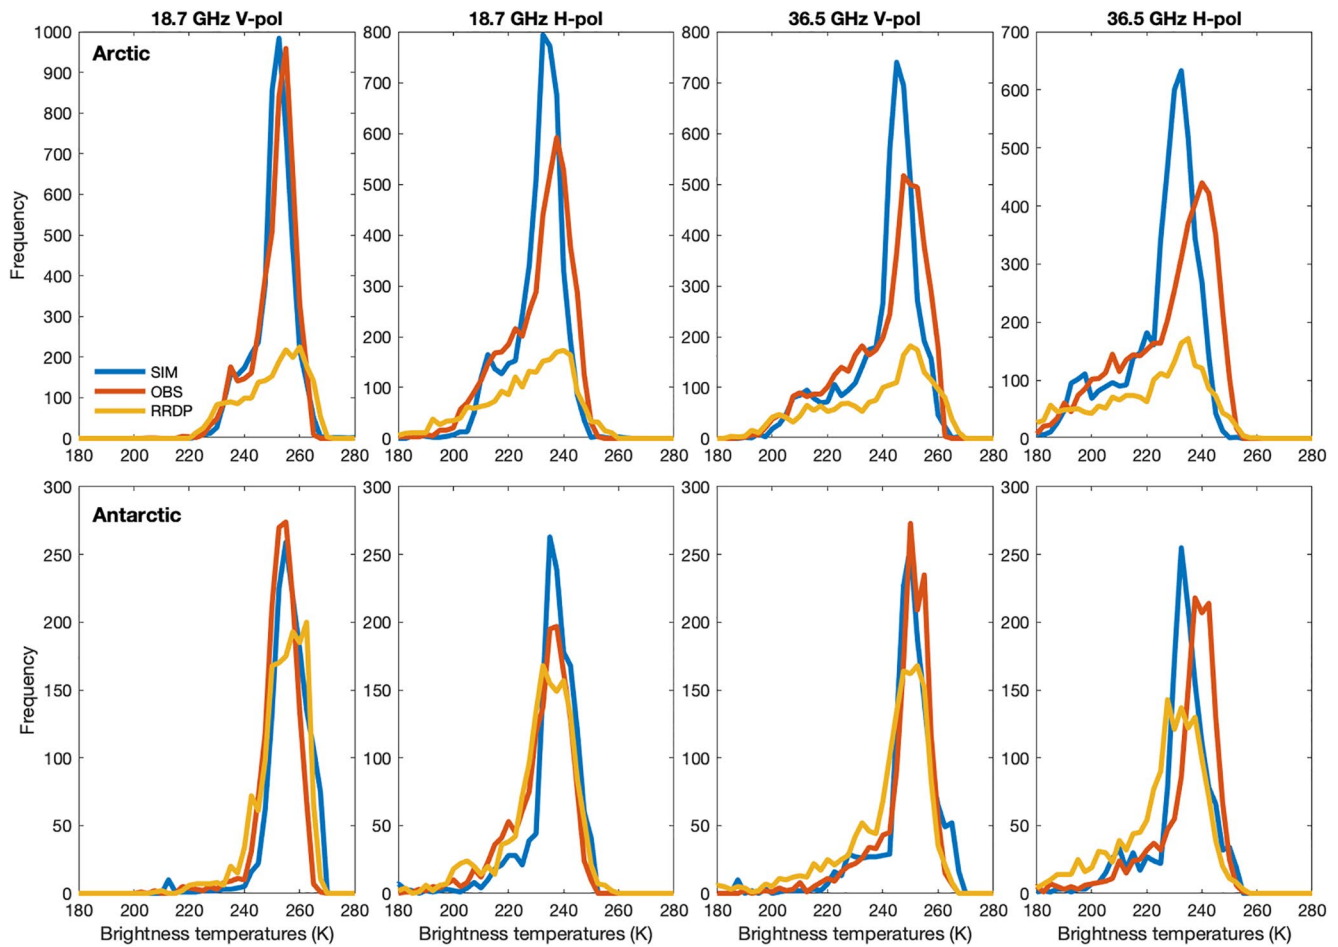 18.7 GHz V-pol 18.7 GHz H-pol 36.5 GHz V-pol 36.5 GHz H-pol
1000 900 800 700 600 500 400 300 200 100 0
Frequency
Arctic
SIM
OBS
RRDP
180 200 220 240 260 280
800 700 600 500 400 300 200 100 0
180 200 220 240 260 280
800 700 600 500 400 300 200 100 0
180 200 220 240 260 280
700 600 500 400 300 200 100 0
180 200 220 240 260 280
300 250 200 150 100 50 0
Frequency
Antarctic
180 200 220 240 260 280
Brightness temperatures (K)
300 250 200 150 100 50 0
180 200 220 240 260 280
Brightness temperatures (K)
300 250 200 150 100 50 0
180 200 220 240 260 280
Brightness temperatures (K)
300 250 200 150 100 50 0
180 200 220 240 260 280
Brightness temperatures (K)